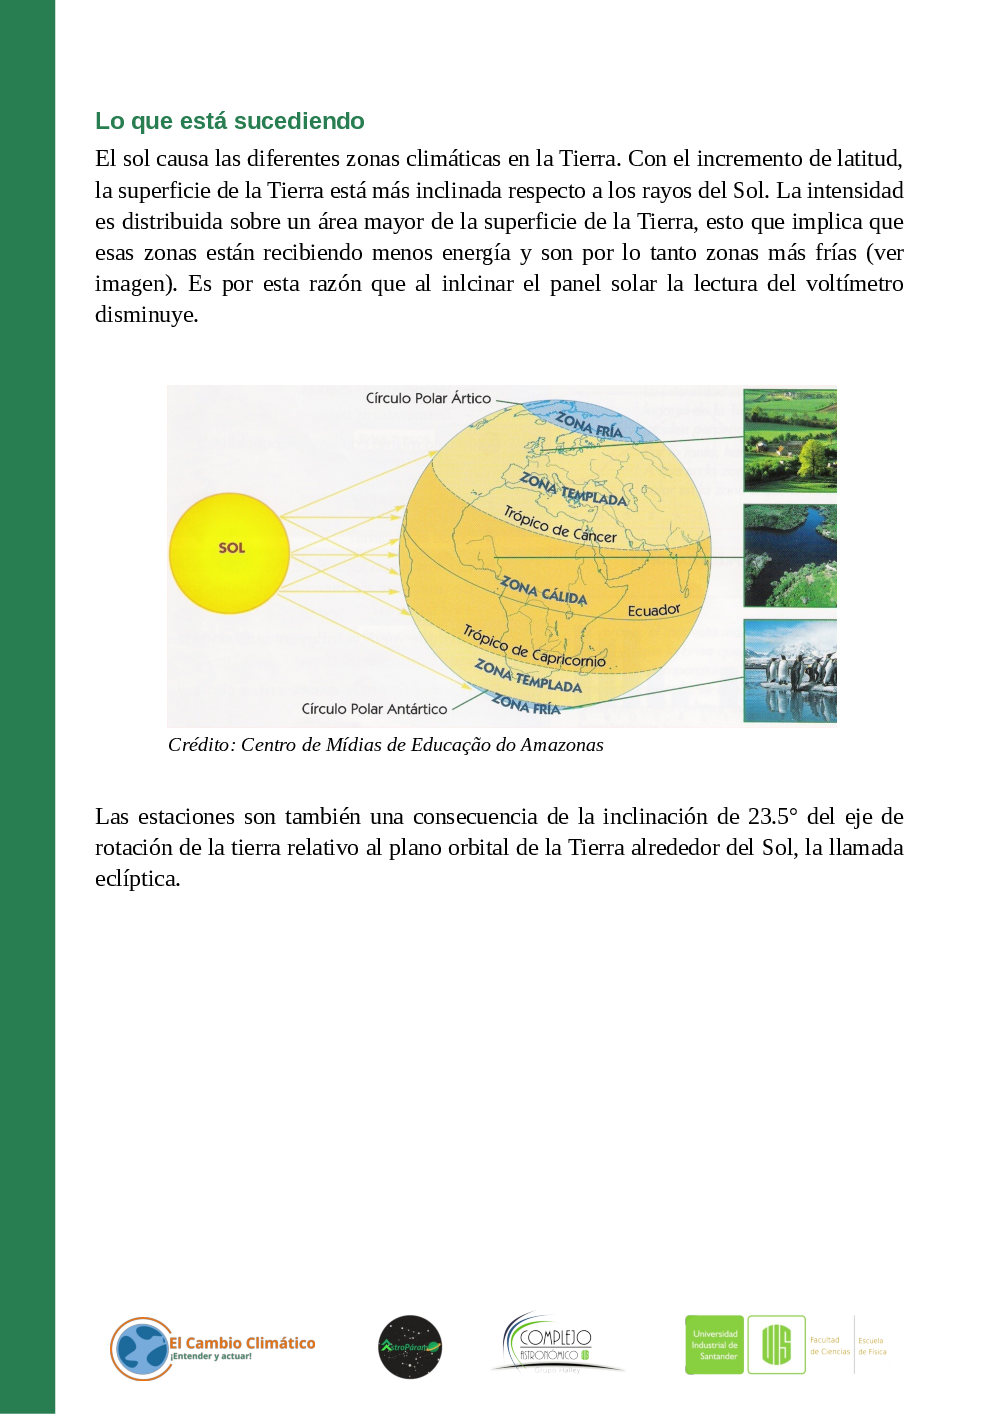 Lo que está sucediendo
El sol causa las diferentes zonas climáticas en la Tierra. Con el incremento de latitud,
la superficie de la Tierra está más inclinada respecto a los rayos del Sol. La intensidad
es distribuida sobre un área mayor de la superficie de la Tierra, esto que implica que
esas zonas están recibiendo menos energía y son por lo tanto zonas más frías (ver
imagen). Es por esta razón que al inlcinar el panel solar la lectura del voltímetro
disminuye.
Círculo Polar Ártico
ZONA FRÍA
ZONA TEMPLADA
Trópico de Cáncer
SOL
ZONA CÁLIDA
Ecuador
Trópico de Capricornio
ZONA TEMPLADA
Círculo Polar Antártico
ZONA FRÍA
Crédito: Centro de Mídias de Educação do Amazonas
Las estaciones son también una consecuencia de la inclinación de 23.5° del eje de
rotación de la tierra relativo al plano orbital de la Tierra alrededor del Sol, la llamada
eclíptica.
El Cambio Climático
¡Entender y actuar!
COMPLEJO
ASTRONÓMICO
Grupo Halley
Universidad
Industrial de
Santander
UIS
Facultad
de Ciencias
Escuela
de Física